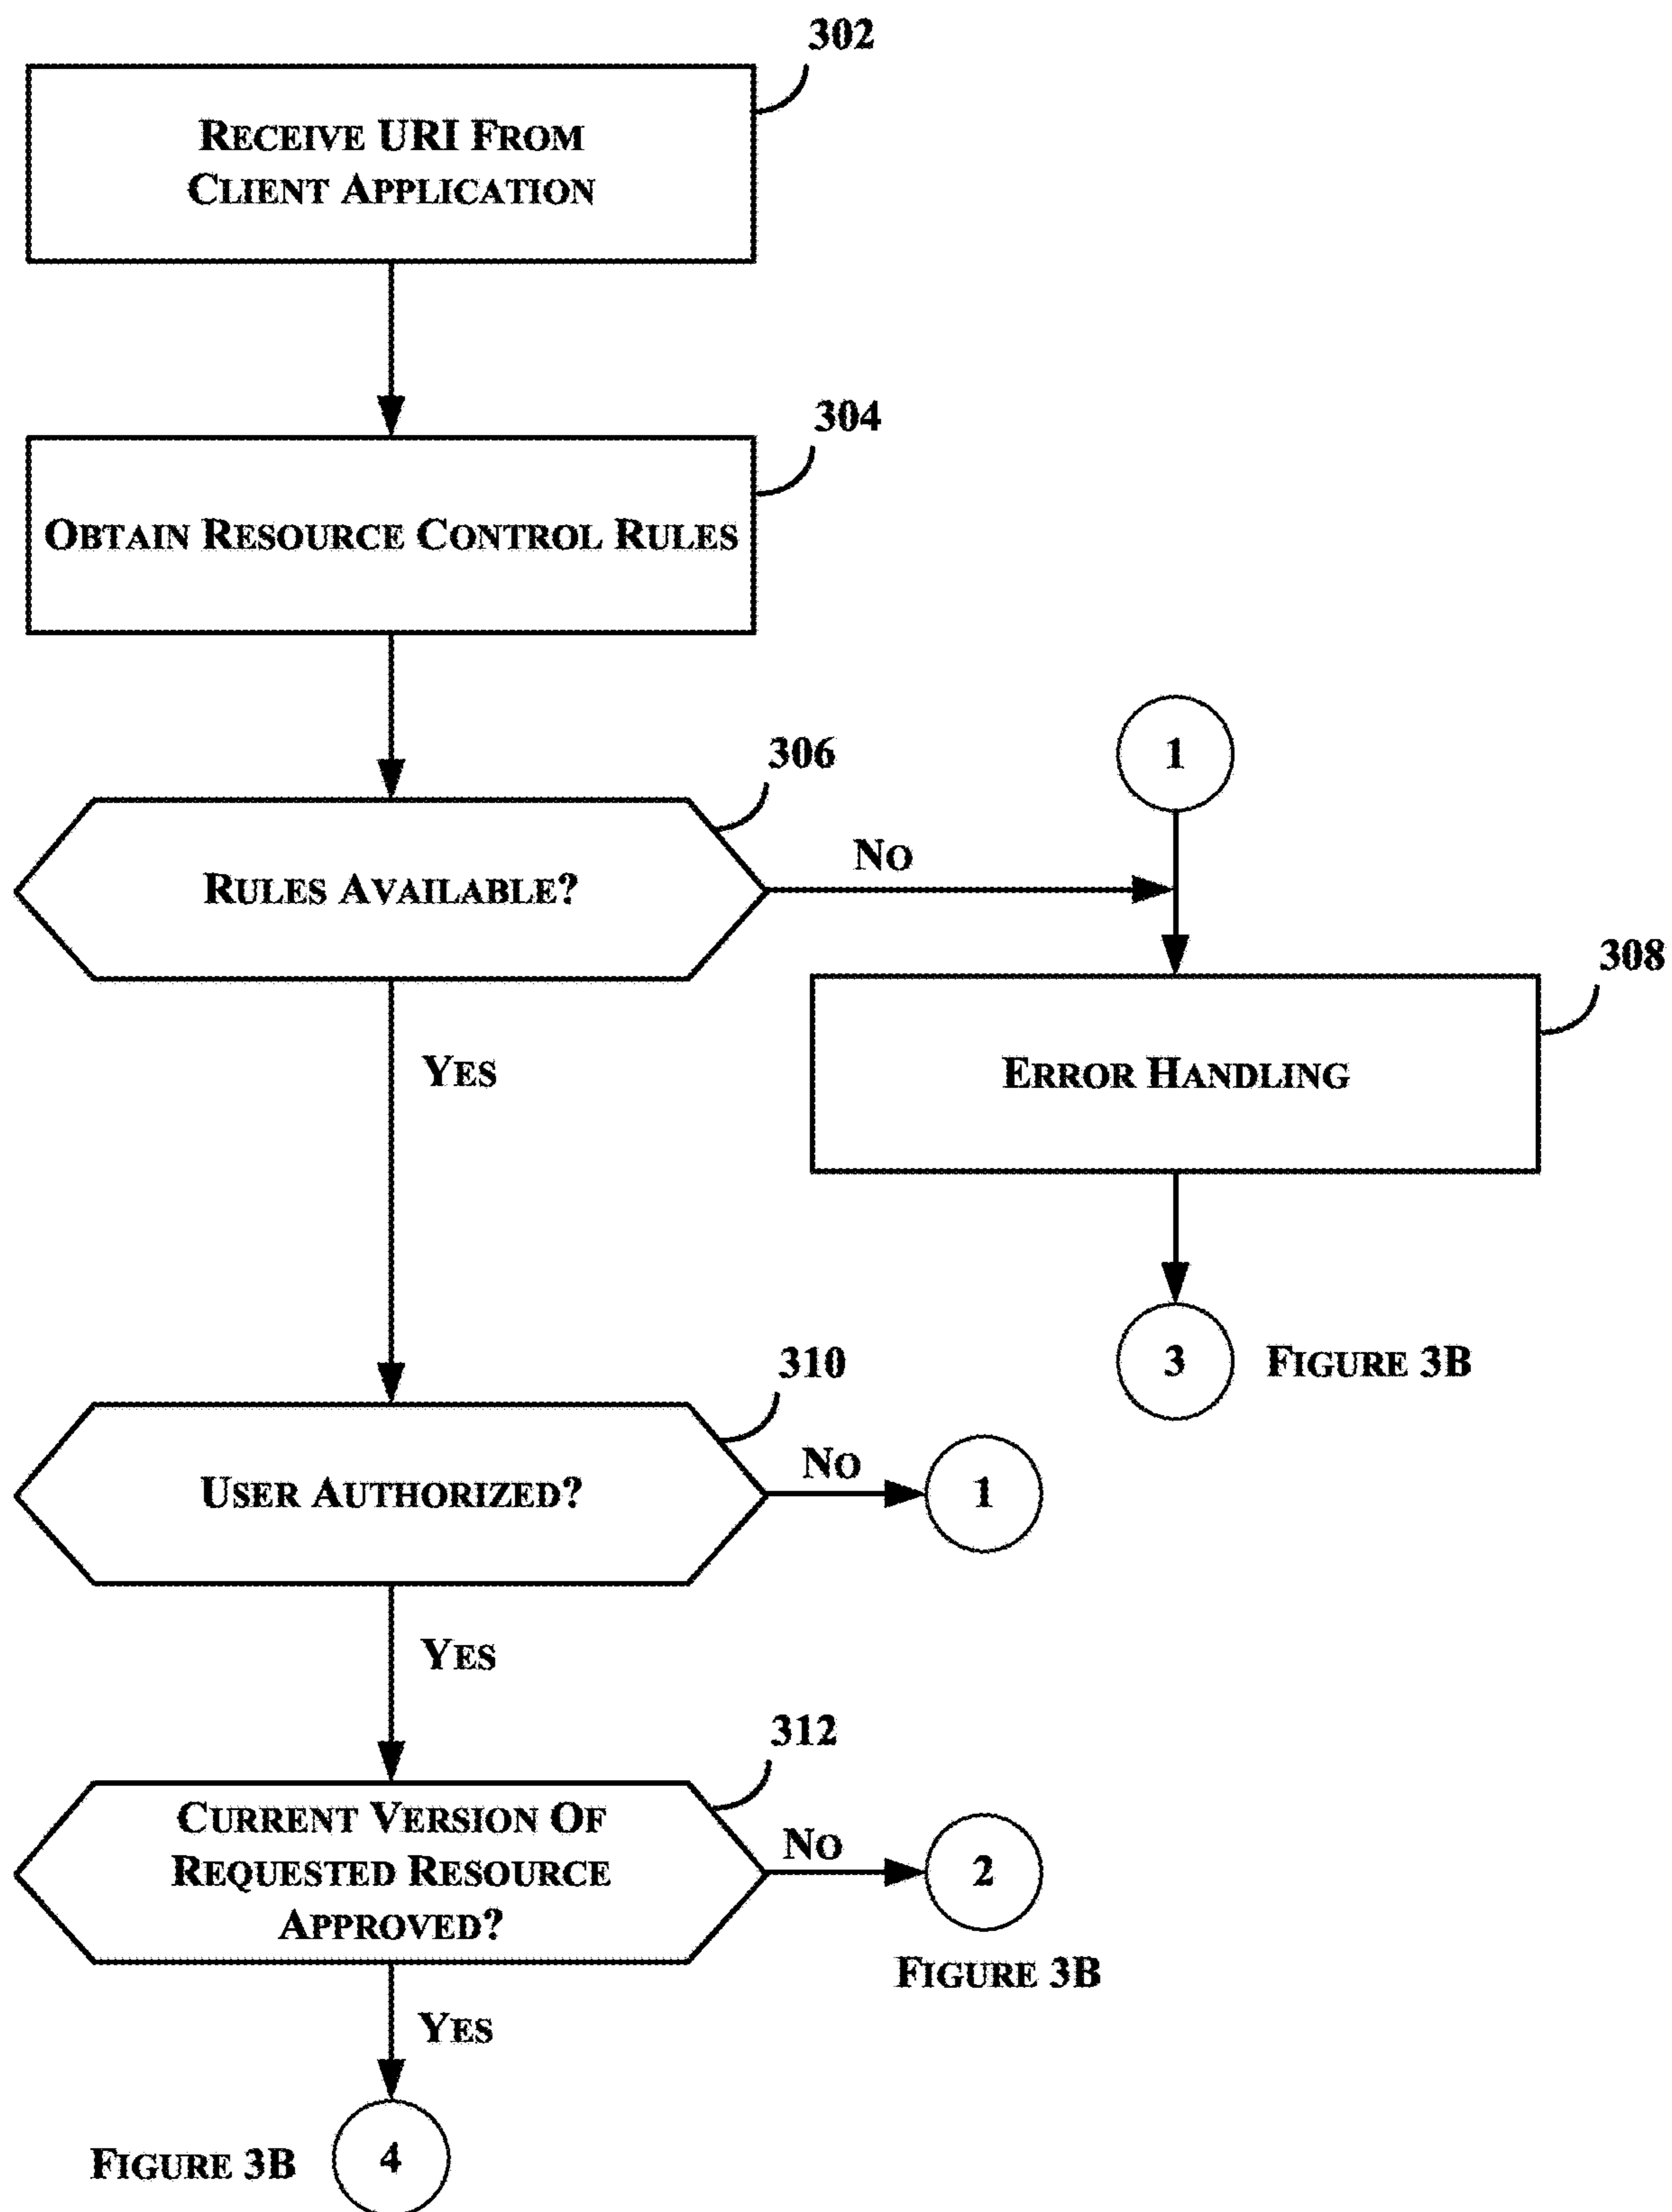 302
RECEIVE URI FROM
CLIENT APPLICATION
304
OBTAIN RESOURCE CONTROL RULES
306
1
NO
RULES AVAILABLE?
308
YES
ERROR HANDLING
310
3 FIGURE 3B
NO
USER AUTHORIZED?
1
YES
312
CURRENT VERSION OF
REQUESTED RESOURCE
APPROVED?
NO
2
FIGURE 3B
YES
FIGURE 3B 4